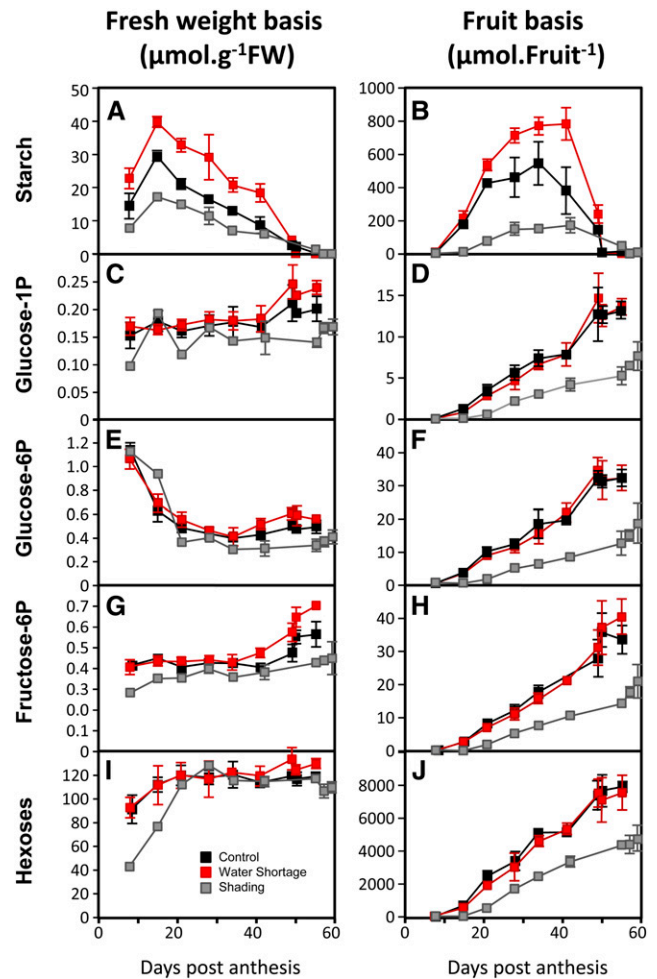 Fresh weight basis
(µmol.g⁻¹FW)
Fruit basis
(µmol.Fruit⁻¹)
Starch
A
50
40
30
20
10
0
B
1000
800
600
400
200
0
Glucose-1P
C
0.25
0.20
0.15
0.10
0.05
0
D
15
10
5
0
Glucose-6P
E
1.2
1.0
0.8
0.6
0.4
0.2
0
F
40
30
20
10
0
Fructose-6P
G
0.7
0.6
0.5
0.4
0.3
0.2
0.0
0
H
40
30
20
10
0
Hexoses
I
120
100
80
60
40
20
0
Control
Water Shortage
Shading
J
8000
6000
4000
2000
0
0 10 20 30 40 50 60
Days post anthesis
0 20 40 60
Days post anthesis